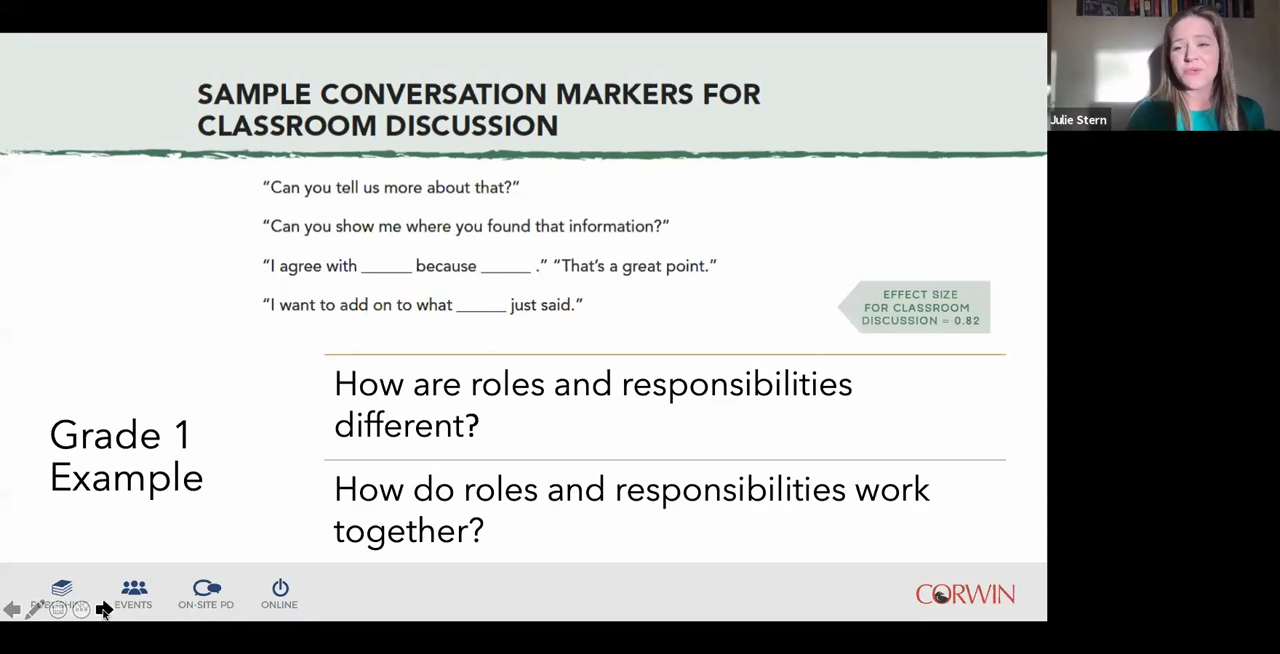 SAMPLE CONVERSATION MARKERS FOR
CLASSROOM DISCUSSION
Julie Stern
“Can you tell us more about that?”
“Can you show me where you found that information?”
“I agree with ______ because ______ .” “That’s a great point.”
“I want to add on to what ______ just said.”
EFFECT SIZE
FOR CLASSROOM
DISCUSSION = 0.82
How are roles and responsibilities
different?
Grade 1
Example
How do roles and responsibilities work
together?
PUBLISHING
EVENTS
ON-SITE PD
ONLINE
CORWIN